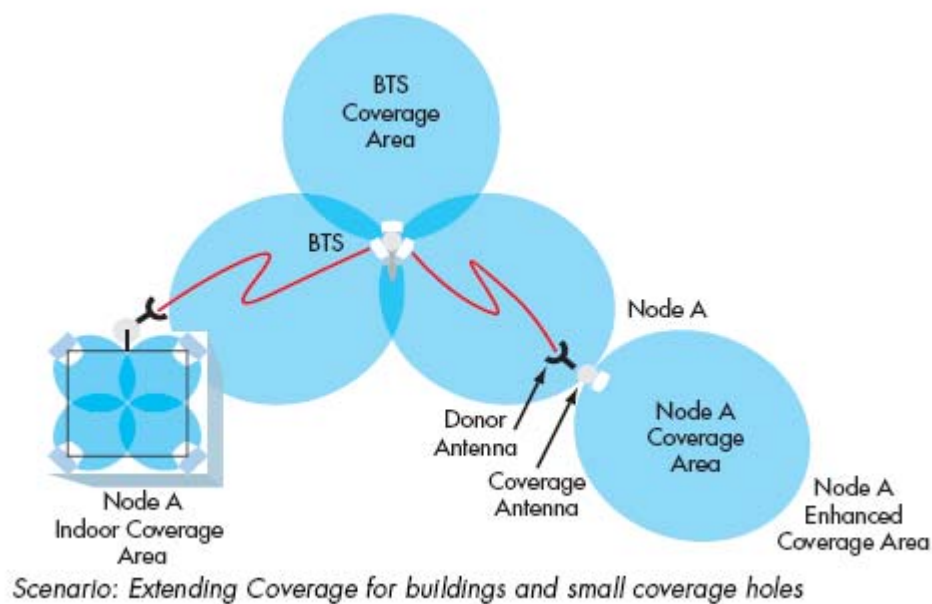 BTS
Coverage
Area
BTS
Node A
Donor
Antenna
Node A
Coverage
Area
Coverage
Antenna
Node A
Indoor Coverage
Area
Node A
Enhanced
Coverage Area
Scenario: Extending Coverage for buildings and small coverage holes